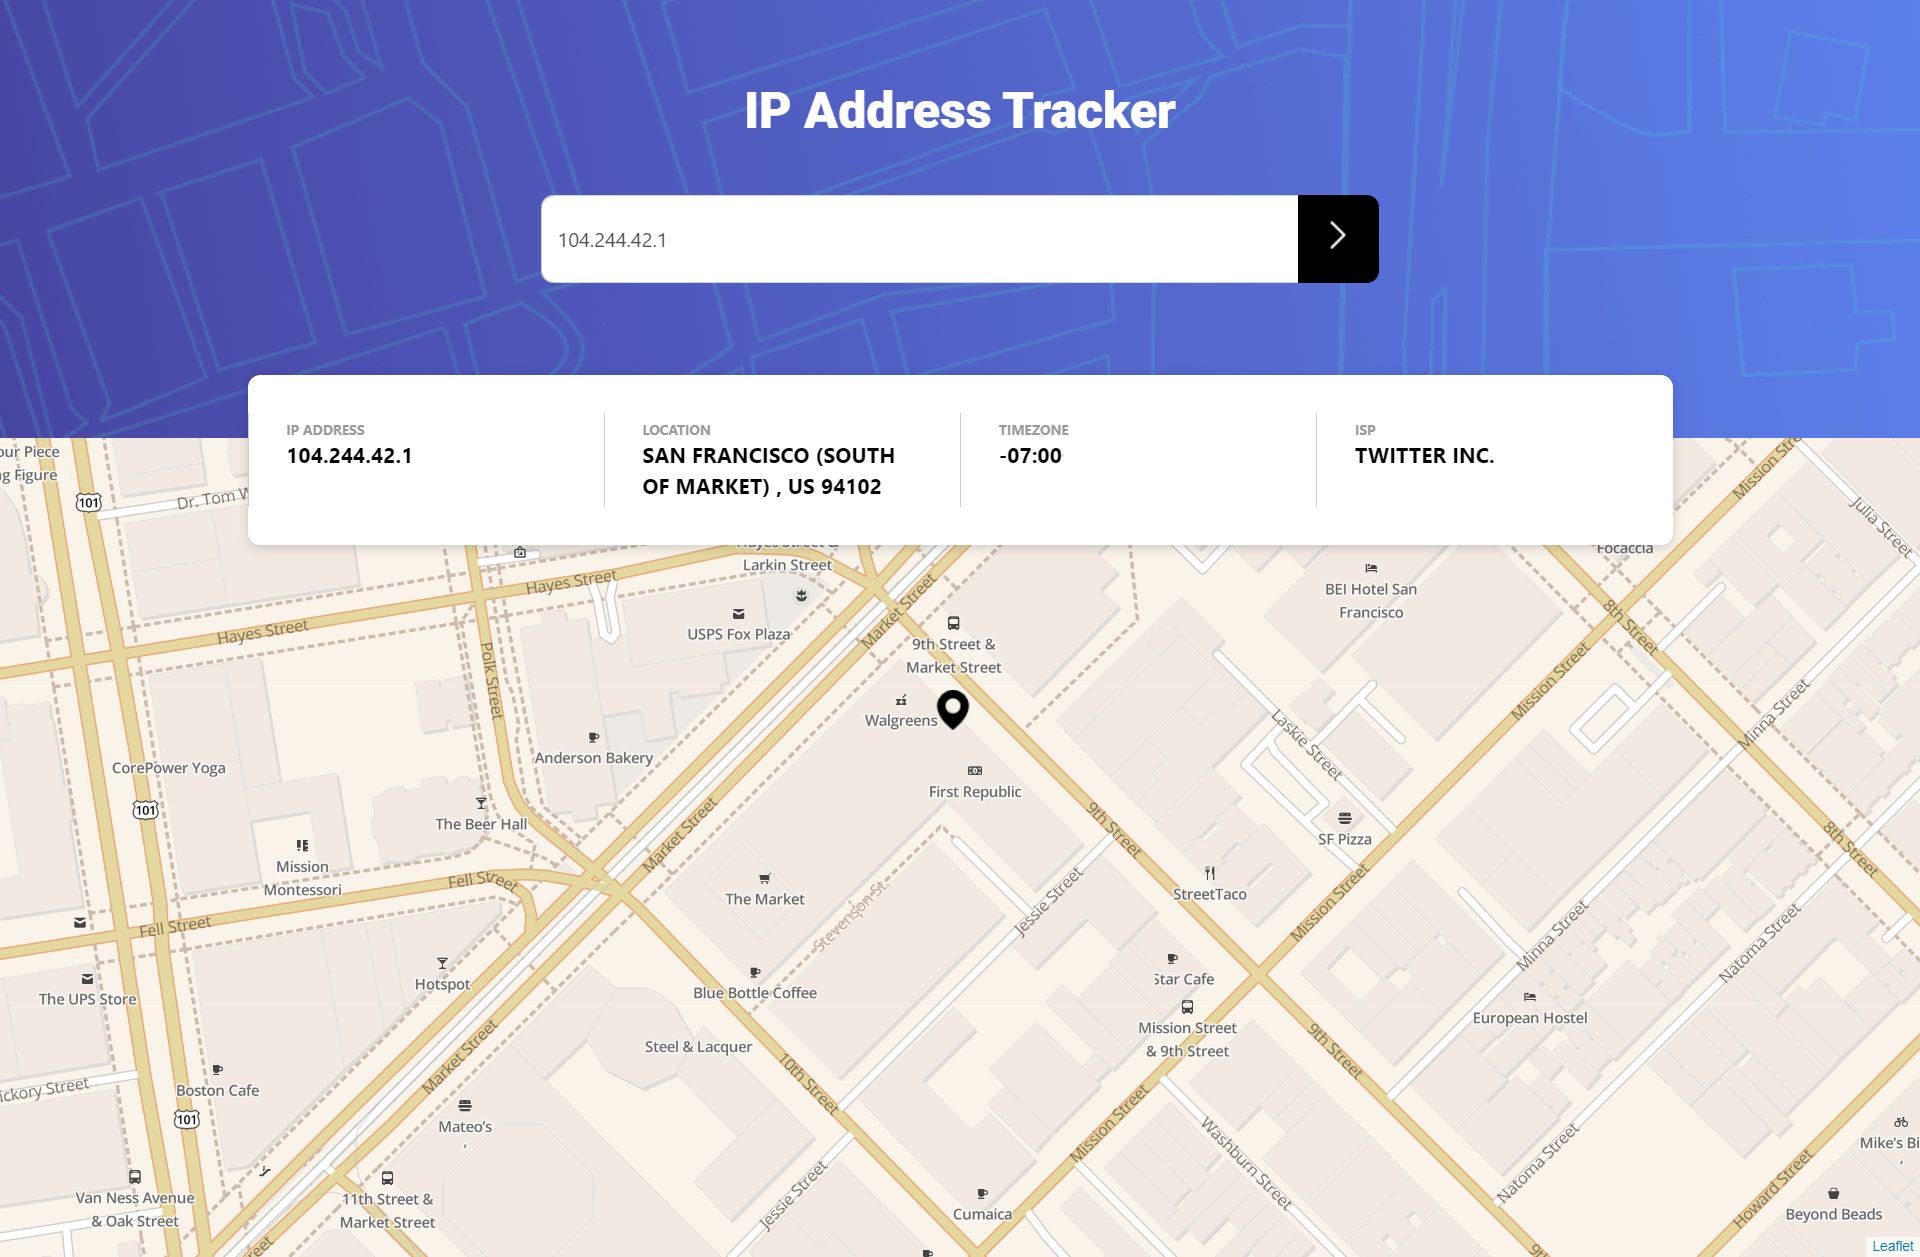 IP Address Tracker
104.244.42.1
IP ADDRESS
104.244.42.1
LOCATION
SAN FRANCISCO (SOUTH
OF MARKET) , US 94102
TIMEZONE
-07:00
ISP
TWITTER INC.
our Piece
g Figure
101
Dr. Tom W
Mission Str
Julia Street
Larkin Street
Focaccia
Hayes Street
Hayes Street
Market Street
BEI Hotel San
Francisco
8th Street
USPS Fox Plaza
9th Street &
Market Street
Polk Street
Mission Street
Minna Street
Walgreens
Laskie Street
Anderson Bakery
CorePower Yoga
First Republic
101
The Beer Hall
Market Street
9th Street
SF Pizza
8th Street
Mission
Montessori
Fell Street
The Market
StreetTaco
Stevenson St.
Jessie Street
Mission Street
Fell Street
Minna Street
Natoma Street
Hotspot
Blue Bottle Coffee
Star Cafe
The UPS Store
European Hostel
Mission Street
& 9th Street
Steel & Lacquer
Market Street
10th Street
9th Street
ickory Street
Boston Cafe
101
Mateo’s
Mission Street
Washburn Street
Natoma Street
Mike’s Bi
Howard Street
Van Ness Avenue
& Oak Street
11th Street &
Market Street
Jessie Street
Cumaica
Beyond Beads
Leaflet